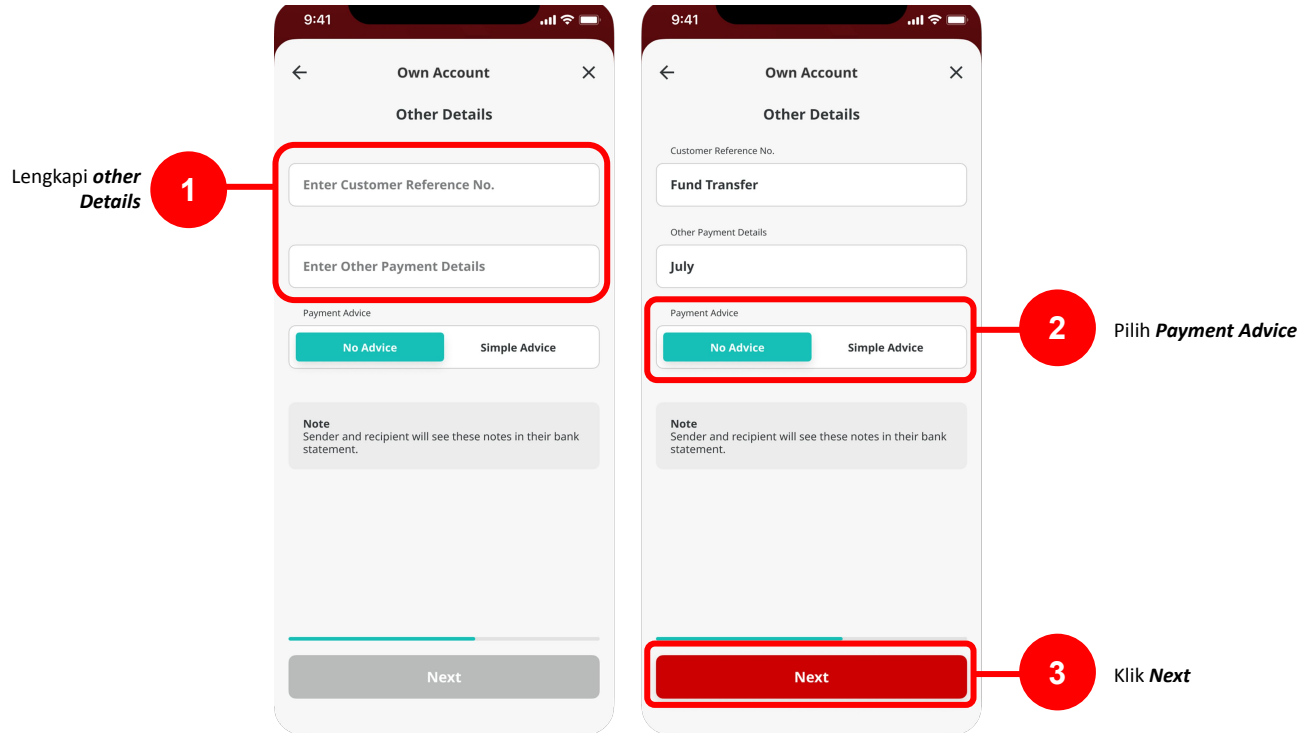 Lengkapi other
Details
1
9:41
Own Account
Other Details
Enter Customer Reference No.
Enter Other Payment Details
Payment Advice
No Advice
Simple Advice
Note
Sender and recipient will see these notes in their bank
statement.
Next
9:41
Own Account
Other Details
Customer Reference No.
Fund Transfer
Other Payment Details
July
Payment Advice
No Advice
Simple Advice
2
Pilih Payment Advice
Note
Sender and recipient will see these notes in their bank
statement.
Next
3
Klik Next